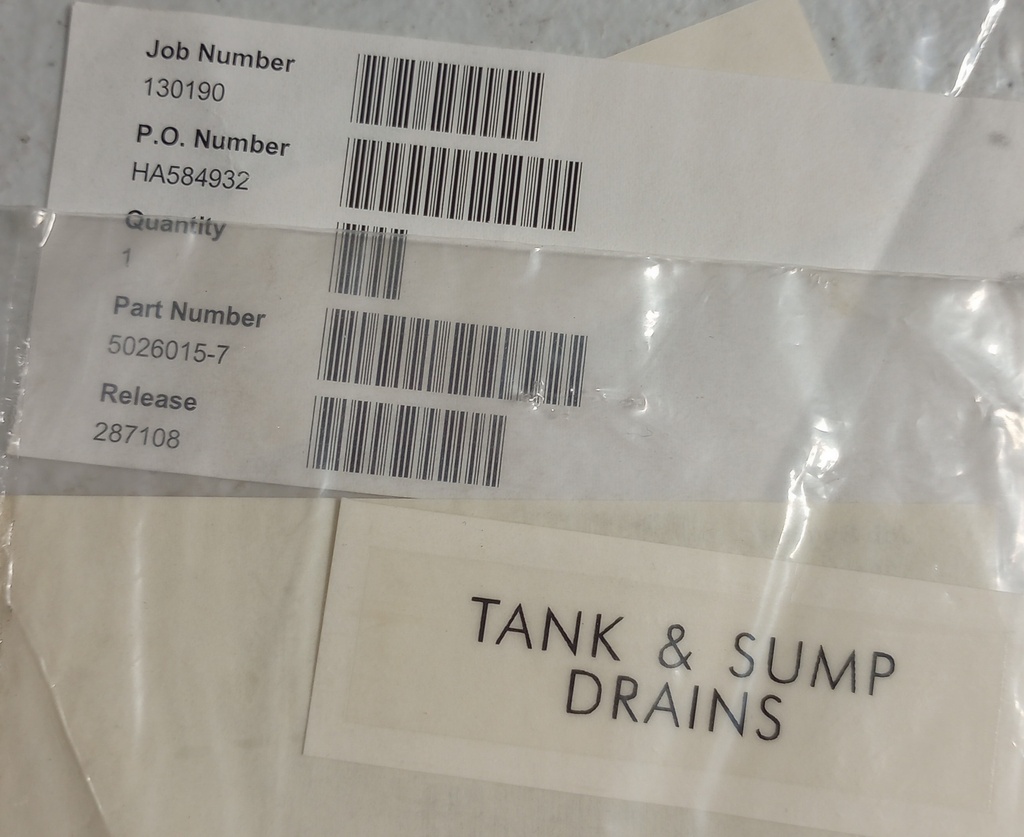 Job Number
130190
P.O. Number
HA584932
Quantity
1
Part Number
5026015-7
Release
287108
TANK & SUMP
DRAINS